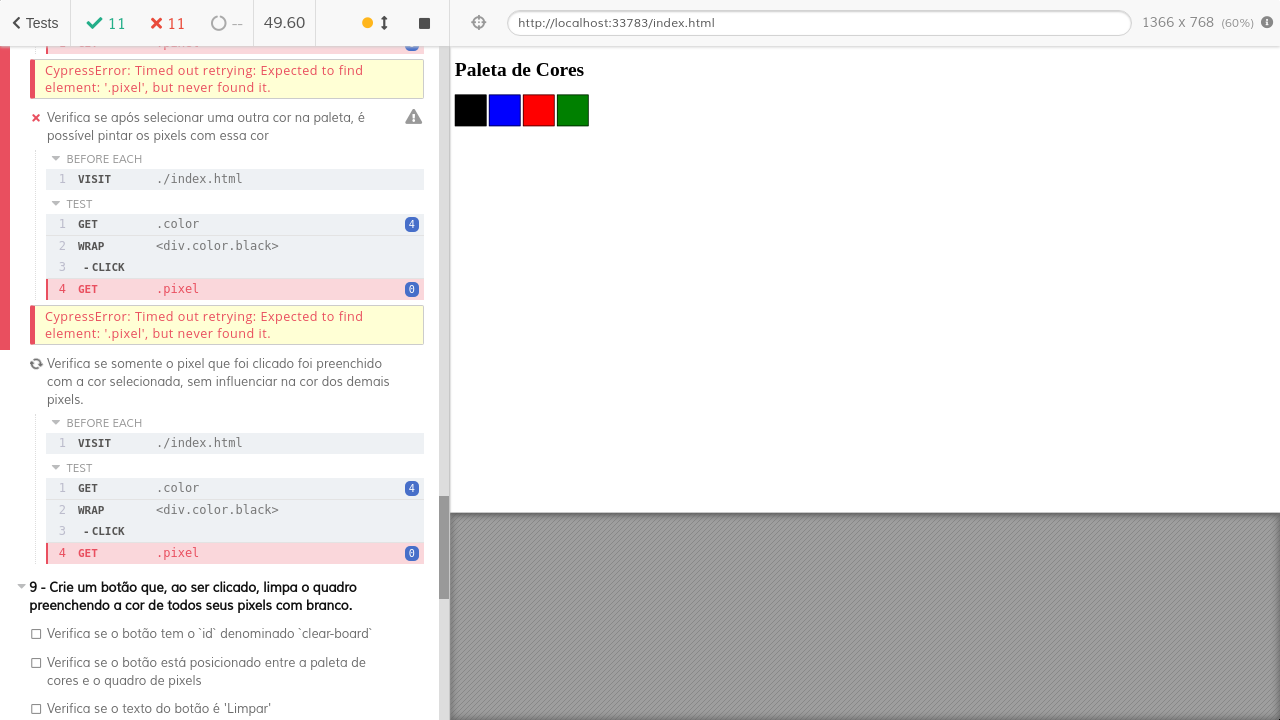 Tests 11 11 -- 49.60
http://localhost:33783/index.html 1366 x 768 (60%)
CypressError: Timed out retrying: Expected to find
element: '.pixel', but never found it.
Verifica se após selecionar uma outra cor na paleta, é
possível pintar os pixels com essa cor
BEFORE EACH
1 VISIT ./index.html
TEST
1 GET .color 4
2 WRAP <div.color.black>
3 - CLICK
4 GET .pixel 0
CypressError: Timed out retrying: Expected to find
element: '.pixel', but never found it.
Verifica se somente o pixel que foi clicado foi preenchido
com a cor selecionada, sem influenciar na cor dos demais
pixels.
BEFORE EACH
1 VISIT ./index.html
TEST
1 GET .color 4
2 WRAP <div.color.black>
3 - CLICK
4 GET .pixel 0
9 - Crie um botão que, ao ser clicado, limpa o quadro
preenchendo a cor de todos seus pixels com branco.
Verifica se o botão tem o `id` denominado `clear-board`
Verifica se o botão está posicionado entre a paleta de
cores e o quadro de pixels
Verifica se o texto do botão é 'Limpar'
Paleta de Cores